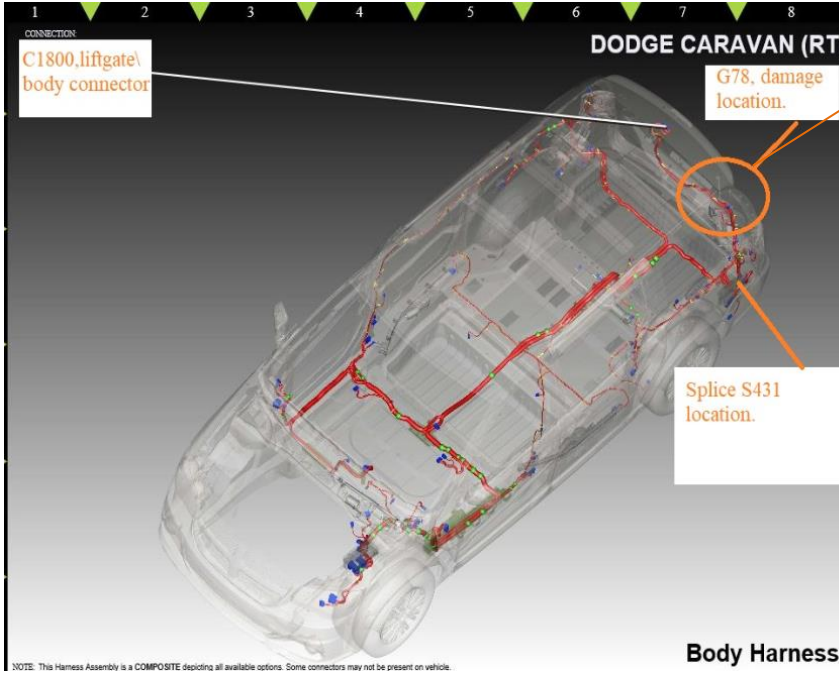 1 2 3 4 5 6 7 8
CONNECTION:
DODGE CARAVAN (RT
C1800,liftgate\
body connector
G78, damage
location.
Splice S431
location.
Body Harness
NOTE: This Harness Assembly is a COMPOSITE depicting all available options. Some connectors may not be present on vehicle.